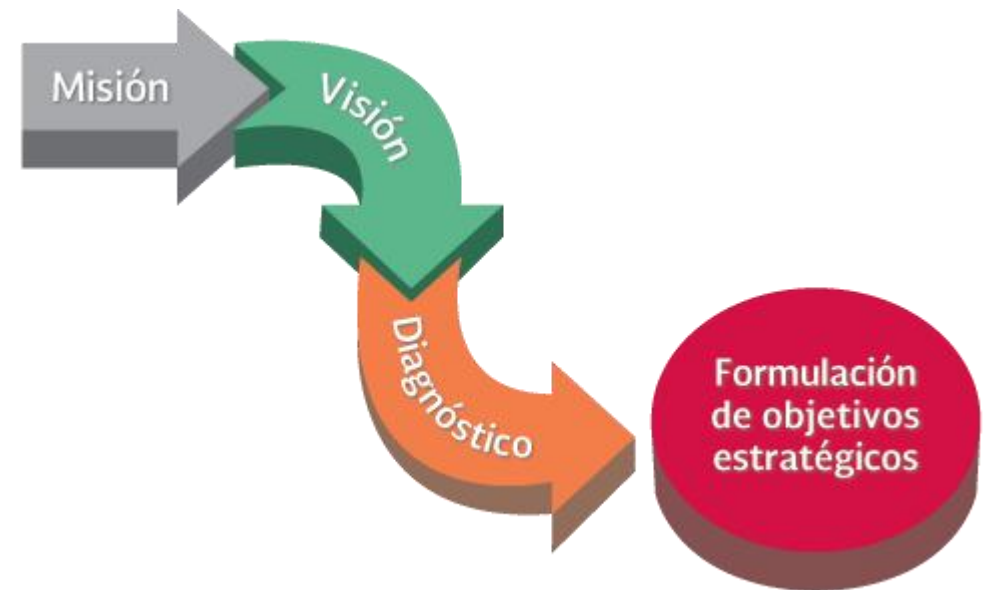 Misión
Visión
Diagnóstico
Formulación
de objetivos
estratégicos